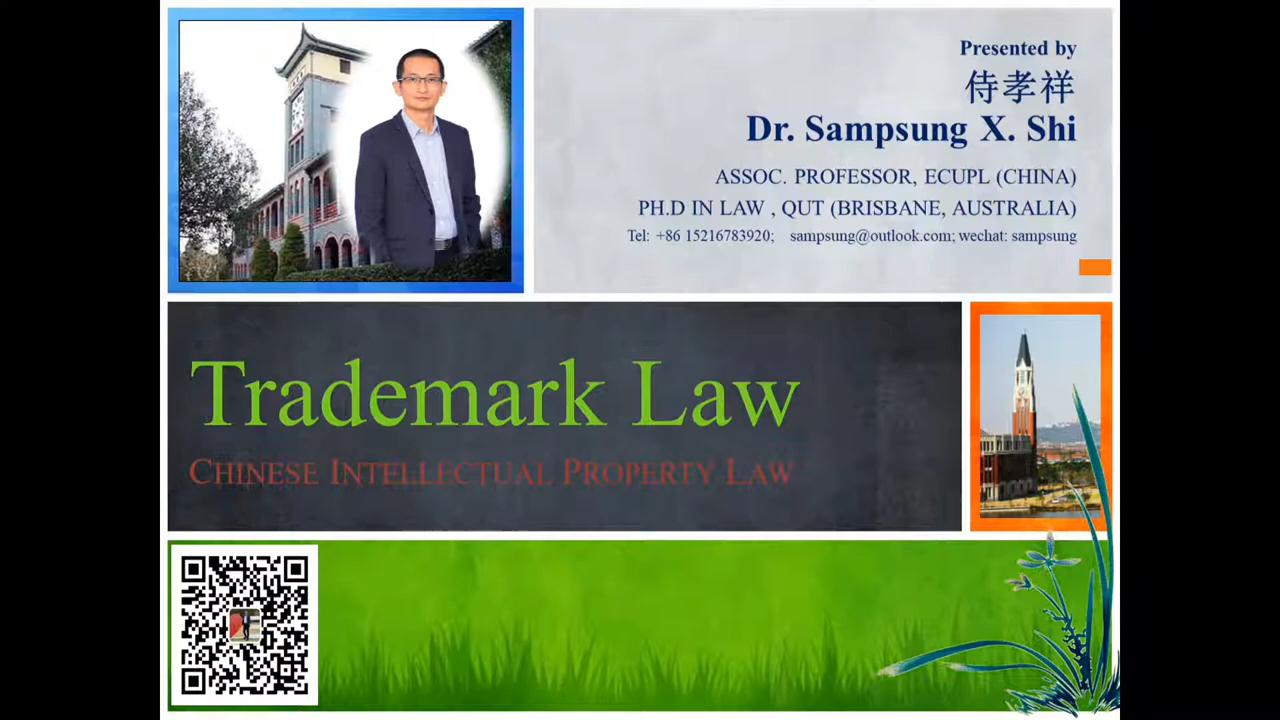 Presented by
侍孝祥
Dr. Sampsung X. Shi
ASSOC. PROFESSOR, ECUPL (CHINA)
PH.D IN LAW , QUT (BRISBANE, AUSTRALIA)
Tel: +86 15216783920; sampsung@outlook.com; wechat: sampsung
Trademark Law
CHINESE INTELLECTUAL PROPERTY LAW